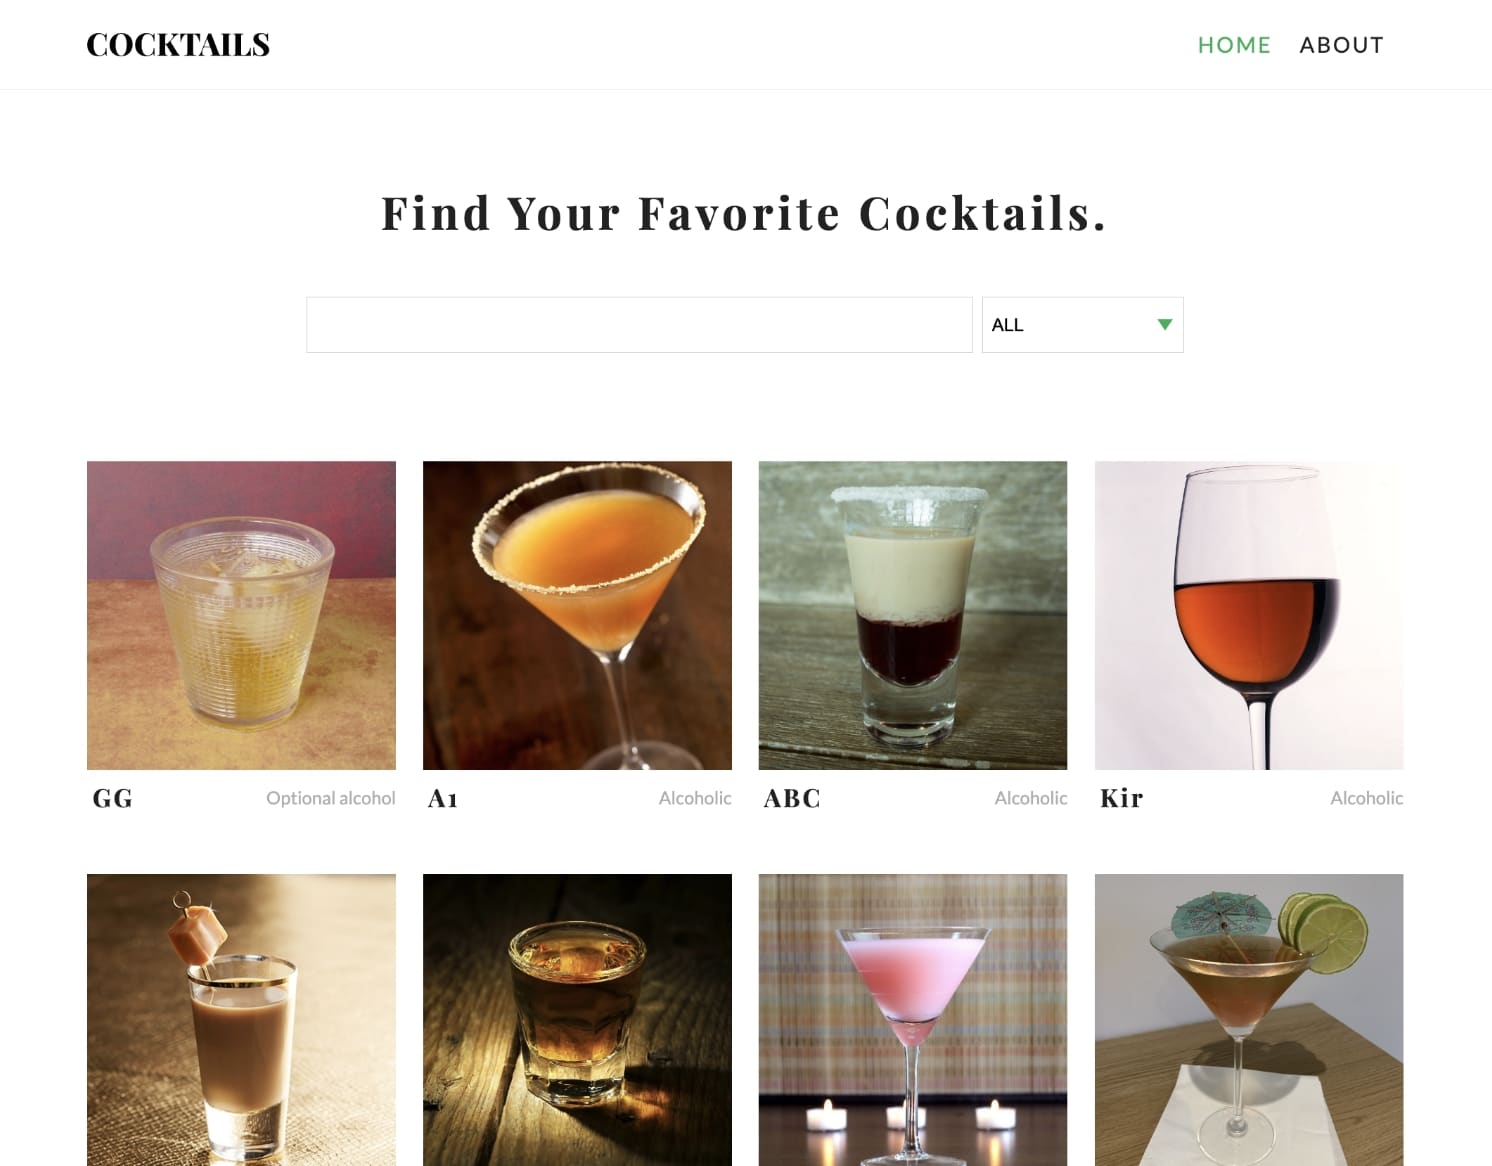 COCKTAILS
HOME ABOUT
Find Your Favorite Cocktails.
ALL
GG Optional alcohol
A1 Alcoholic
ABC Alcoholic
Kir Alcoholic